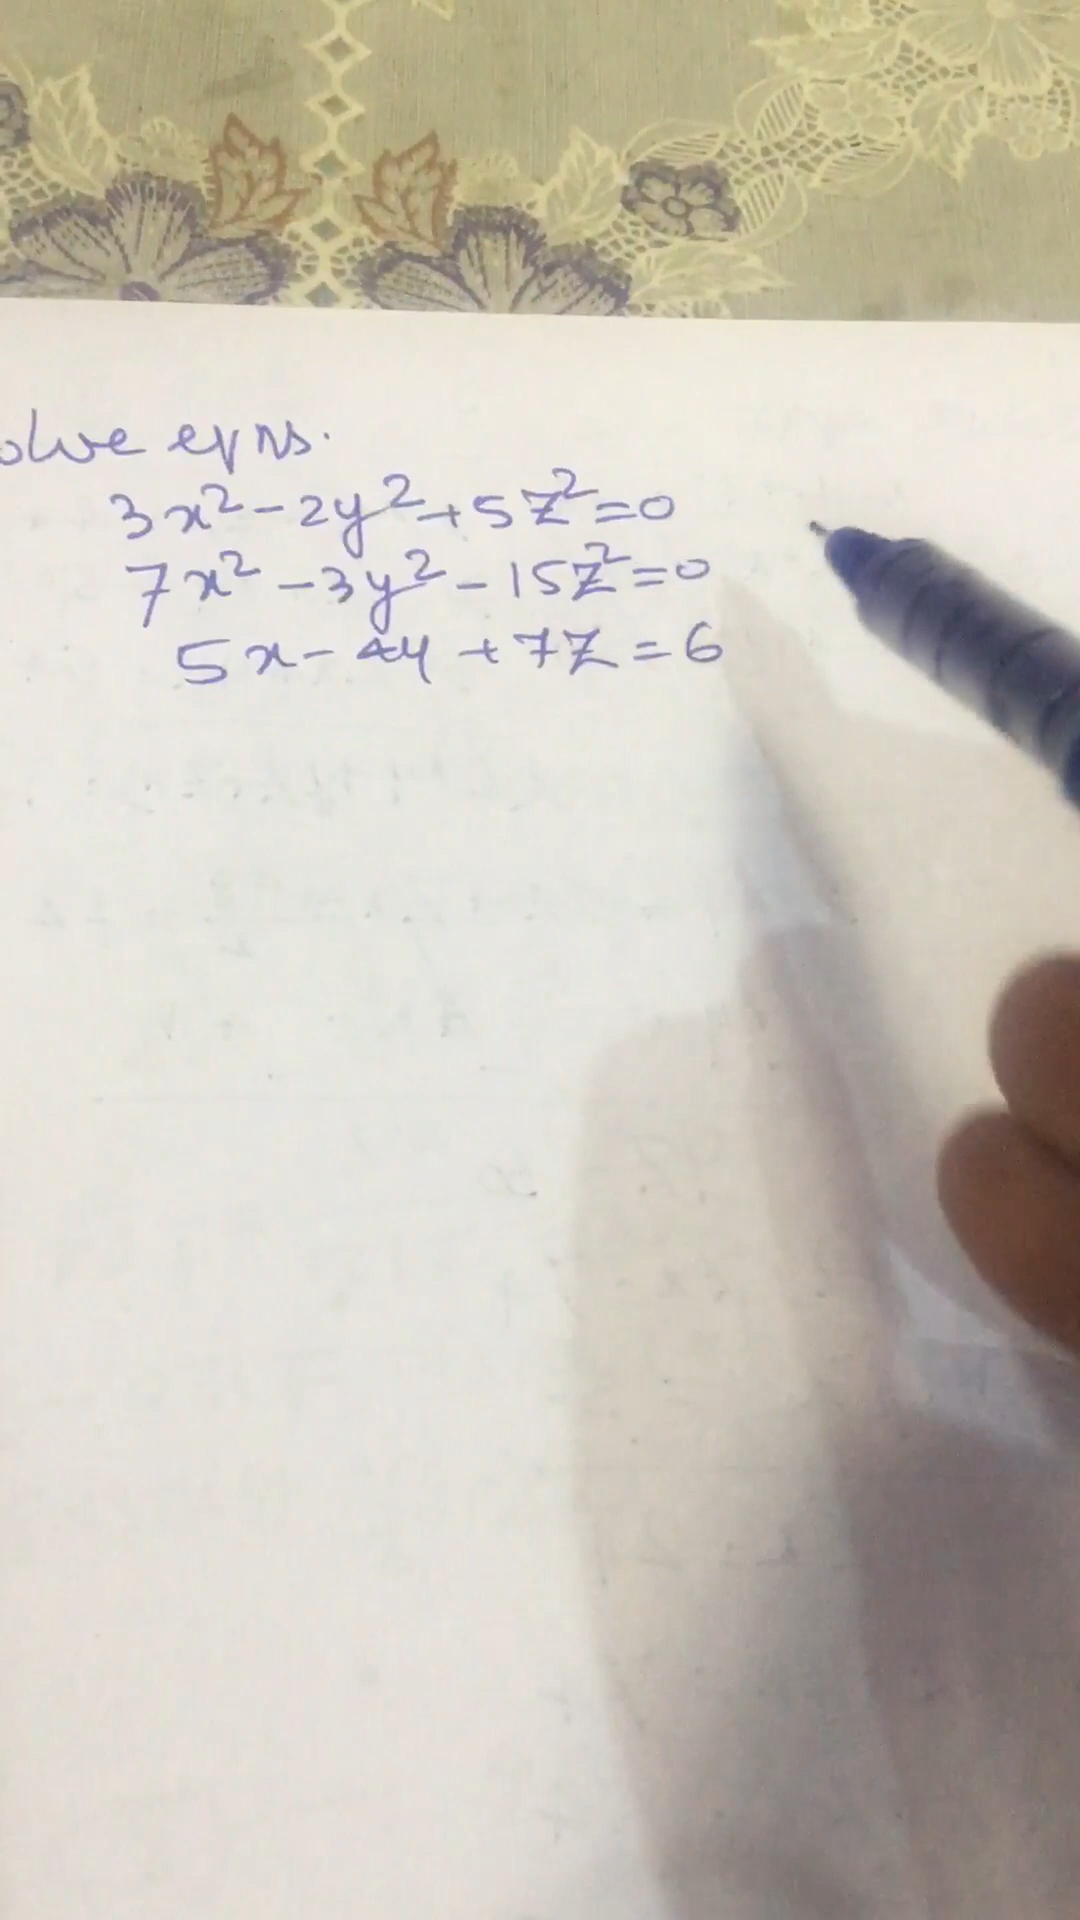 olve eqns.
3x²-2y²+5z²=0
7x²-3y²-15z²=0
5x-4y+7z=6